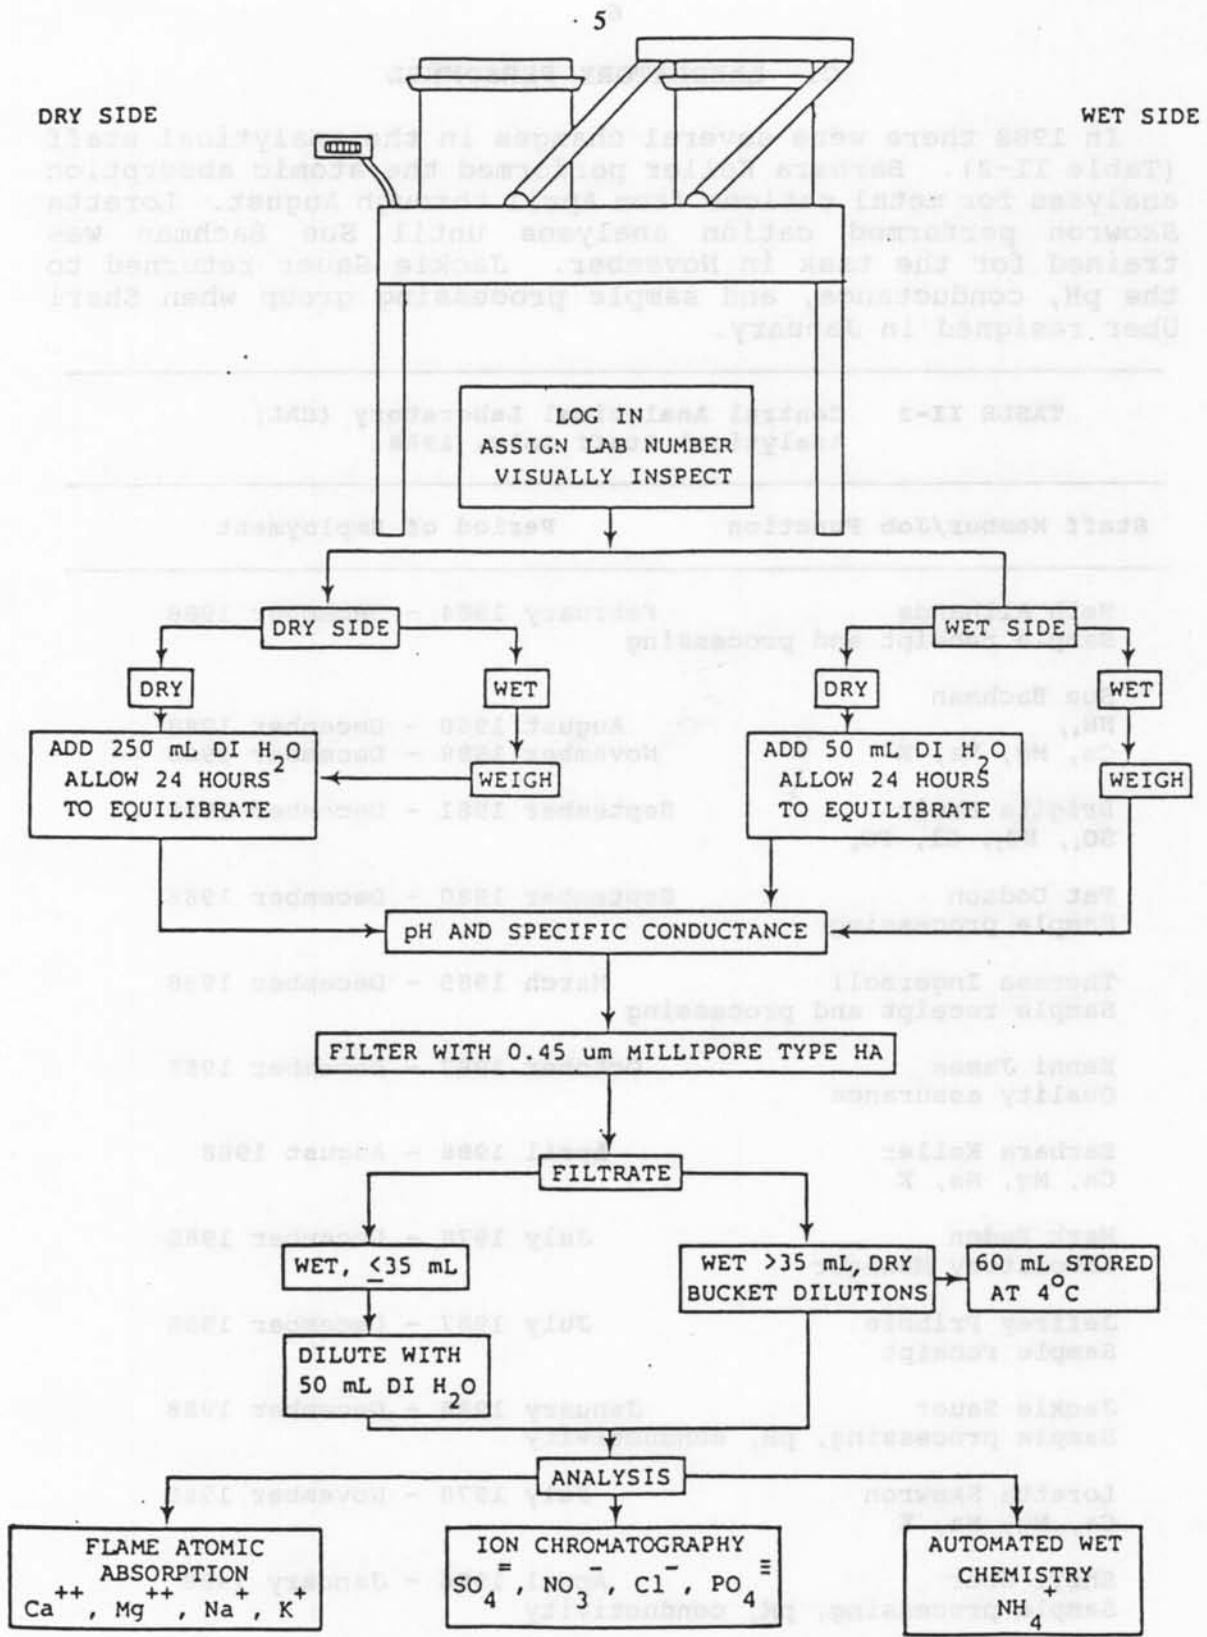 5
DRY SIDE
WET SIDE
LOG IN
ASSIGN LAB NUMBER
VISUALLY INSPECT
DRY SIDE
WET SIDE
DRY
WET
DRY
WET
ADD 250 mL DI H2O
ALLOW 24 HOURS
TO EQUILIBRATE
WEIGH
ADD 50 mL DI H2O
ALLOW 24 HOURS
TO EQUILIBRATE
WEIGH
pH AND SPECIFIC CONDUCTANCE
FILTER WITH 0.45 um MILLIPORE TYPE HA
FILTRATE
WET, ≤35 mL
WET >35 mL, DRY
BUCKET DILUTIONS
60 mL STORED
AT 4°C
DILUTE WITH
50 mL DI H2O
ANALYSIS
FLAME ATOMIC
ABSORPTION
Ca++, Mg++, Na+, K+
ION CHROMATOGRAPHY
SO4=, NO3-, Cl-, PO4≡
AUTOMATED WET
CHEMISTRY
NH4+